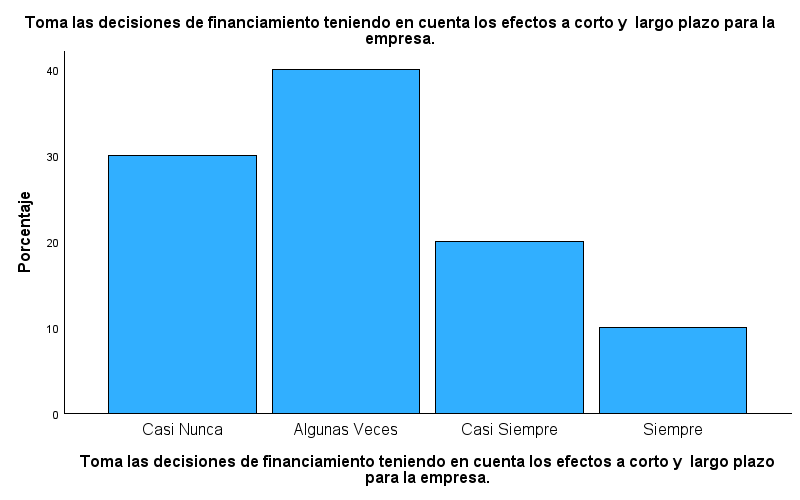 Toma las decisiones de financiamiento teniendo en cuenta los efectos a corto y  largo plazo para la
empresa.
40
30
20
10
0
Porcentaje
Casi Nunca
Algunas Veces
Casi Siempre
Siempre
Toma las decisiones de financiamiento teniendo en cuenta los efectos a corto y  largo plazo
para la empresa.